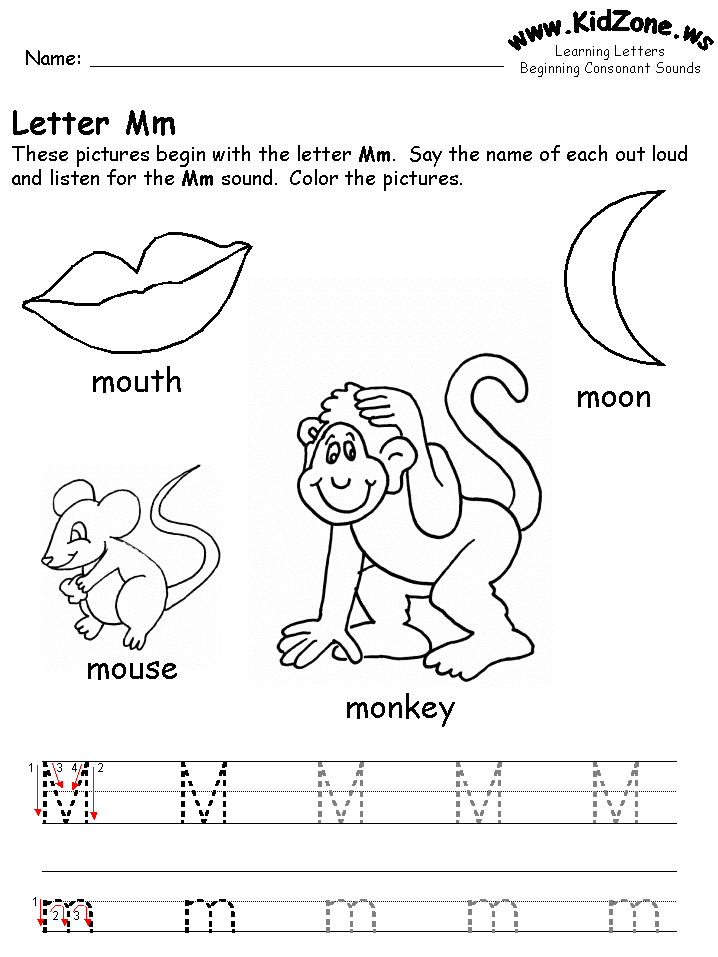 www.KidZone.ws
Learning Letters
Beginning Consonant Sounds
Name:
Letter Mm
These pictures begin with the letter Mm. Say the name of each out loud
and listen for the Mm sound. Color the pictures.
mouth
moon
mouse
monkey
1 3 4 2
M M M M M
1 2 3
m m m m m